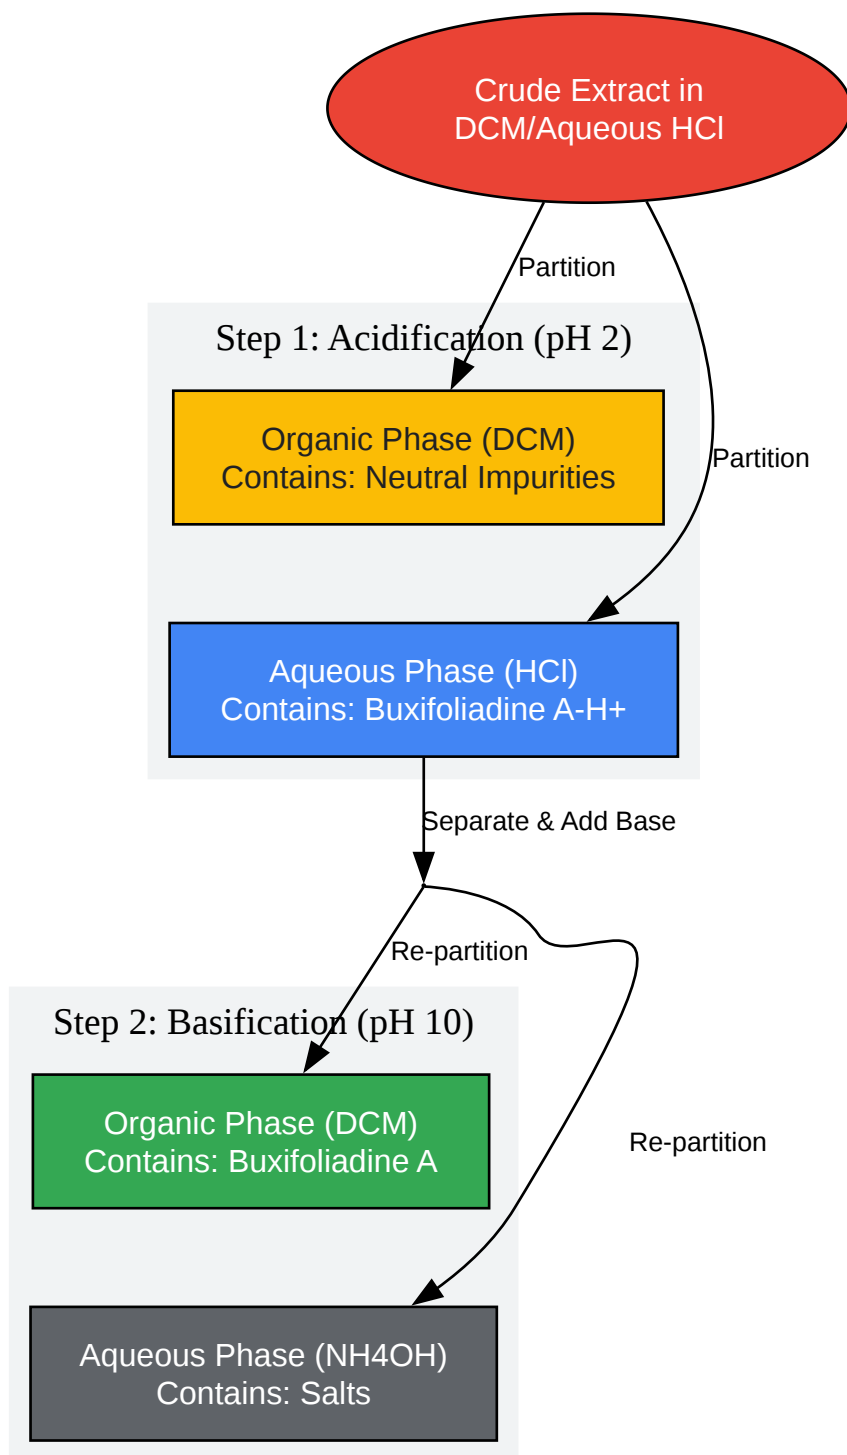 Crude Extract in
DCM/Aqueous HCl
Partition
Step 1: Acidification (pH 2)
Organic Phase (DCM)
Contains: Neutral Impurities
Partition
Aqueous Phase (HCl)
Contains: Buxifoliadine A-H+
Separate & Add Base
Re-partition
Step 2: Basification (pH 10)
Organic Phase (DCM)
Contains: Buxifoliadine A
Re-partition
Aqueous Phase (NH4OH)
Contains: Salts